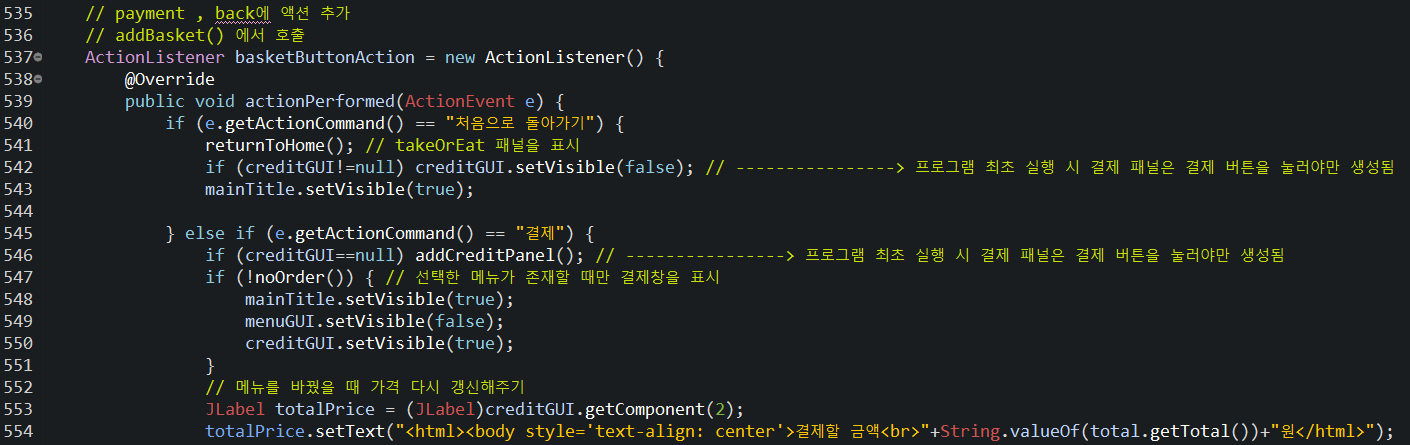 535 // payment , back에 액션 추가
536 // addBasket() 에서 호출
537 ActionListener basketButtonAction = new ActionListener() {
538 @Override
539 public void actionPerformed(ActionEvent e) {
540 if (e.getActionCommand() == "처음으로 돌아가기") {
541 returnToHome(); // takeOrEat 패널을 표시
542 if (creditGUI!=null) creditGUI.setVisible(false); // ----------------> 프로그램 최초 실행 시 결제 패널은 결제 버튼을 눌러야만 생성됨
543 mainTitle.setVisible(true);
544
545 } else if (e.getActionCommand() == "결제") {
546 if (creditGUI==null) addCreditPanel(); // ----------------> 프로그램 최초 실행 시 결제 패널은 결제 버튼을 눌러야만 생성됨
547 if (!noOrder()) { // 선택한 메뉴가 존재할 때만 결제창을 표시
548 mainTitle.setVisible(true);
549 menuGUI.setVisible(false);
550 creditGUI.setVisible(true);
551 }
552 // 메뉴를 바꿨을 때 가격 다시 갱신해주기
553 JLabel totalPrice = (JLabel)creditGUI.getComponent(2);
554 totalPrice.setText("<html><body style='text-align: center'>결제할 금액<br>"+String.valueOf(total.getTotal())+"원</html>");